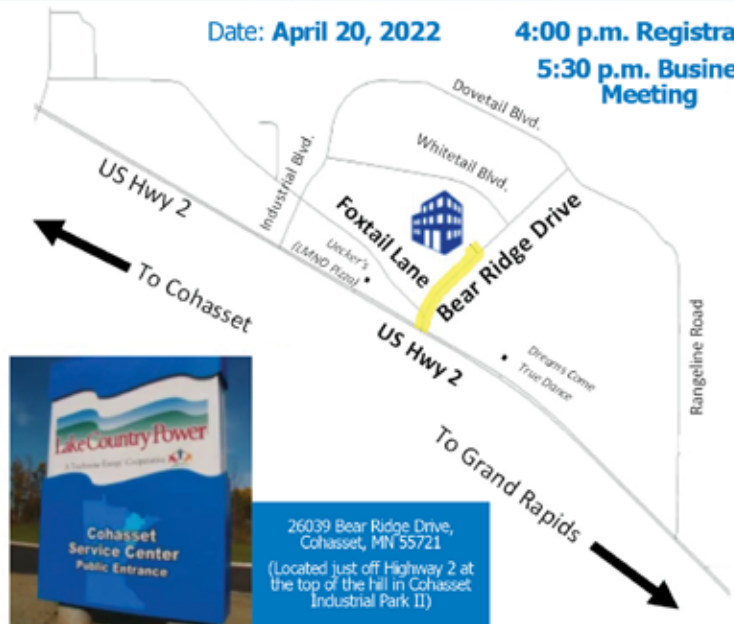 Date: April 20, 2022
4:00 p.m. Registra
5:30 p.m. Busine
Meeting
Dovetail Blvd.
Whitetail Blvd.
Industrial Blvd.
US Hwy 2
Foxtail Lane
Bear Ridge Drive
Uecker's
(LMNO Pizza)
To Cohasset
US Hwy 2
Dreams Come
True Dance
Rangeline Road
To Grand Rapids
Lake Country Power
A Touchstone Energy Cooperative
Cohasset
Service Center
Public Entrance
26039 Bear Ridge Drive,
Cohasset, MN 55721
(Located just off Highway 2 at
the top of the hill in Cohasset
Industrial Park II)